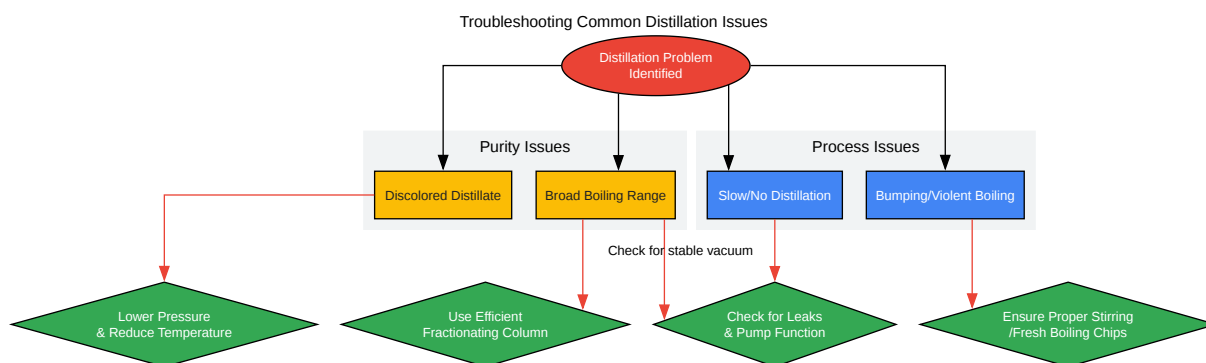 Troubleshooting Common Distillation Issues
Distillation Problem
Identified
Purity Issues
Process Issues
Discolored Distillate
Broad Boiling Range
Slow/No Distillation
Bumping/Violent Boiling
Check for stable vacuum
Lower Pressure
& Reduce Temperature
Use Efficient
Fractionating Column
Check for Leaks
& Pump Function
Ensure Proper Stirring
/Fresh Boiling Chips